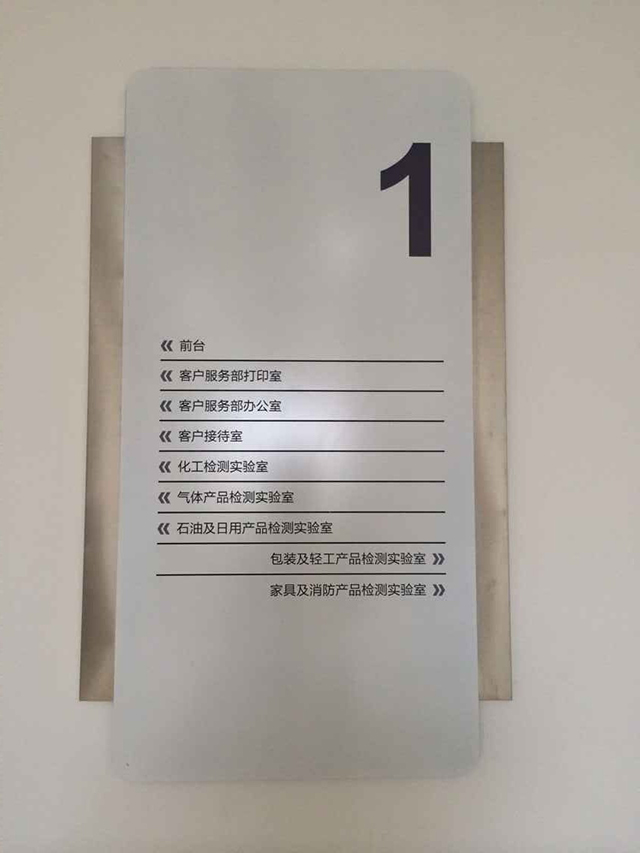 1
« 前台
« 客户服务部打印室
« 客户服务部办公室
« 客户接待室
« 化工检测实验室
« 气体产品检测实验室
« 石油及日用产品检测实验室
包装及轻工产品检测实验室 »
家具及消防产品检测实验室 »